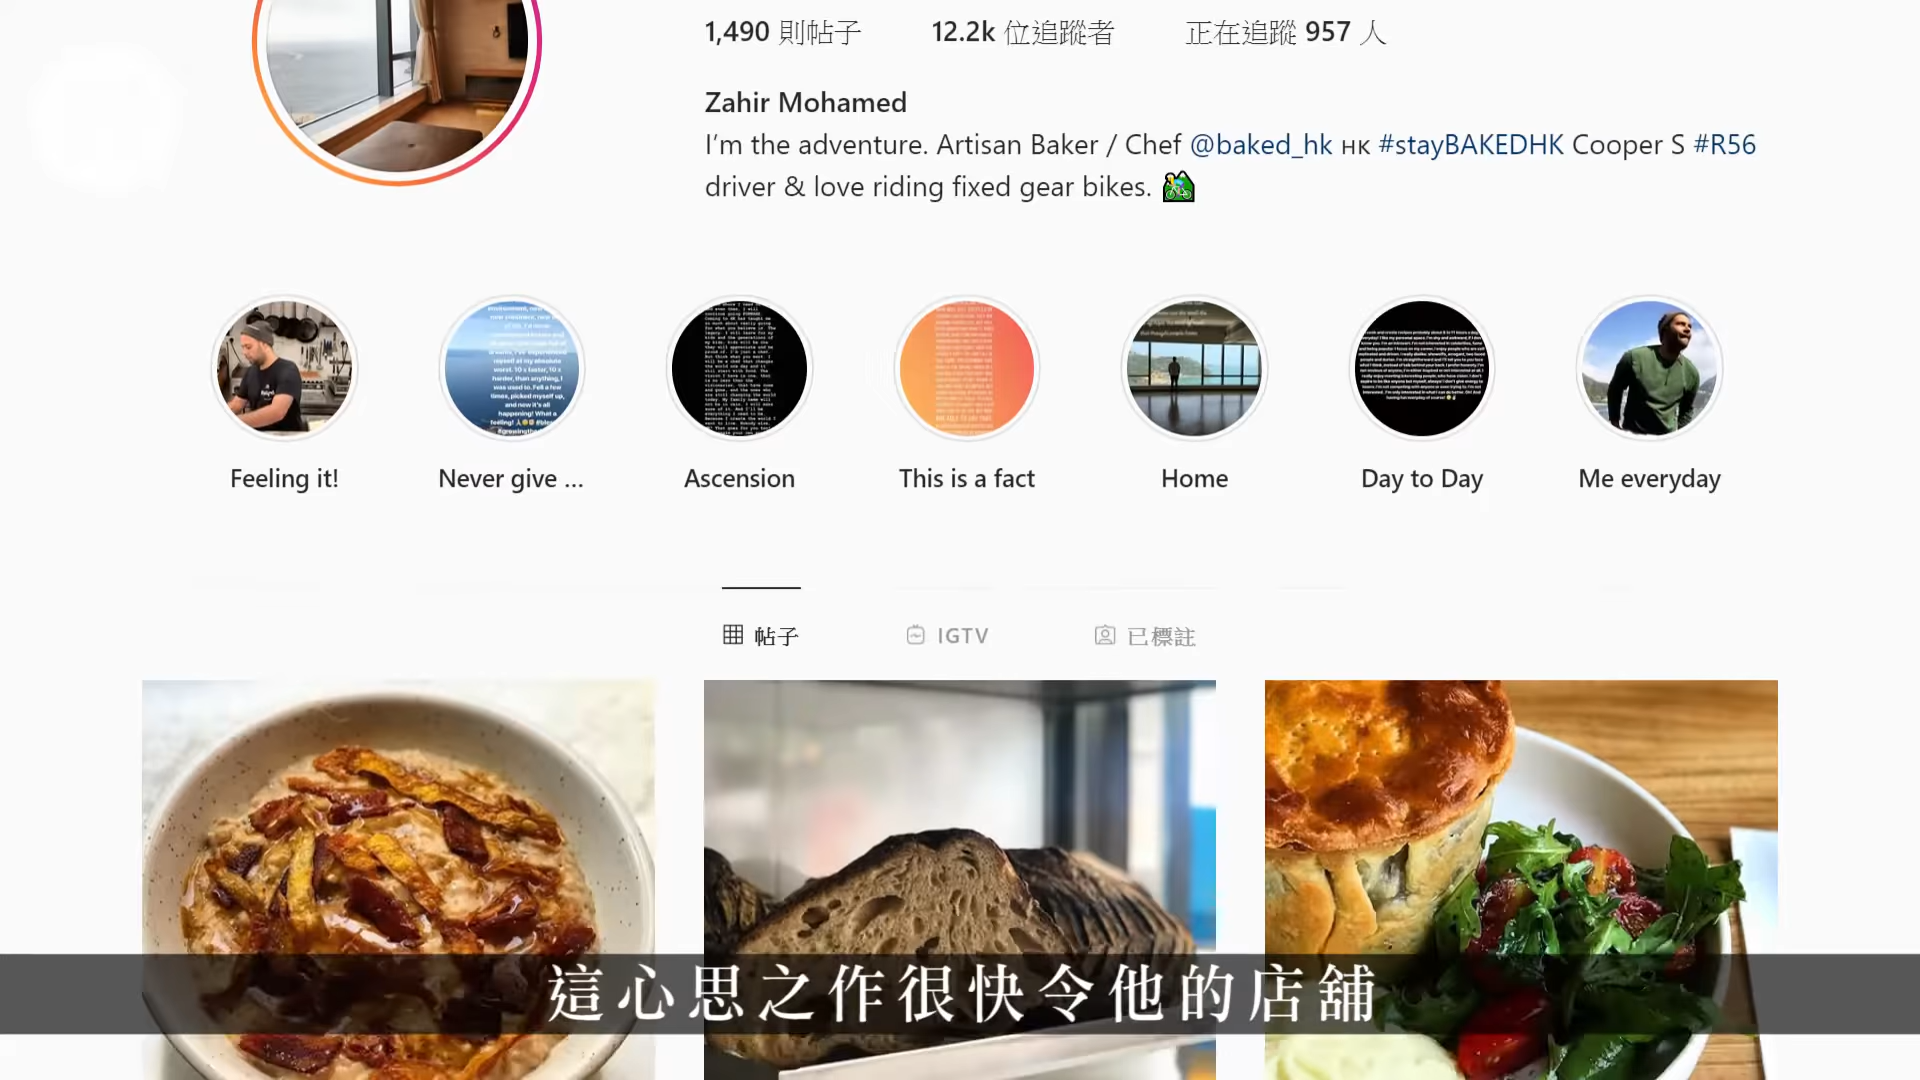 1,490 則帖子 12.2k 位追蹤者 正在追蹤 957 人
Zahir Mohamed
I'm the adventure. Artisan Baker / Chef @baked_hk нк #stayBAKEDHK Cooper S #R56
driver & love riding fixed gear bikes. 🚵
Feeling it! Never give ... Ascension This is a fact Home Day to Day Me everyday
帖子 IGTV 已標註
這心思之作很快令他的店舖